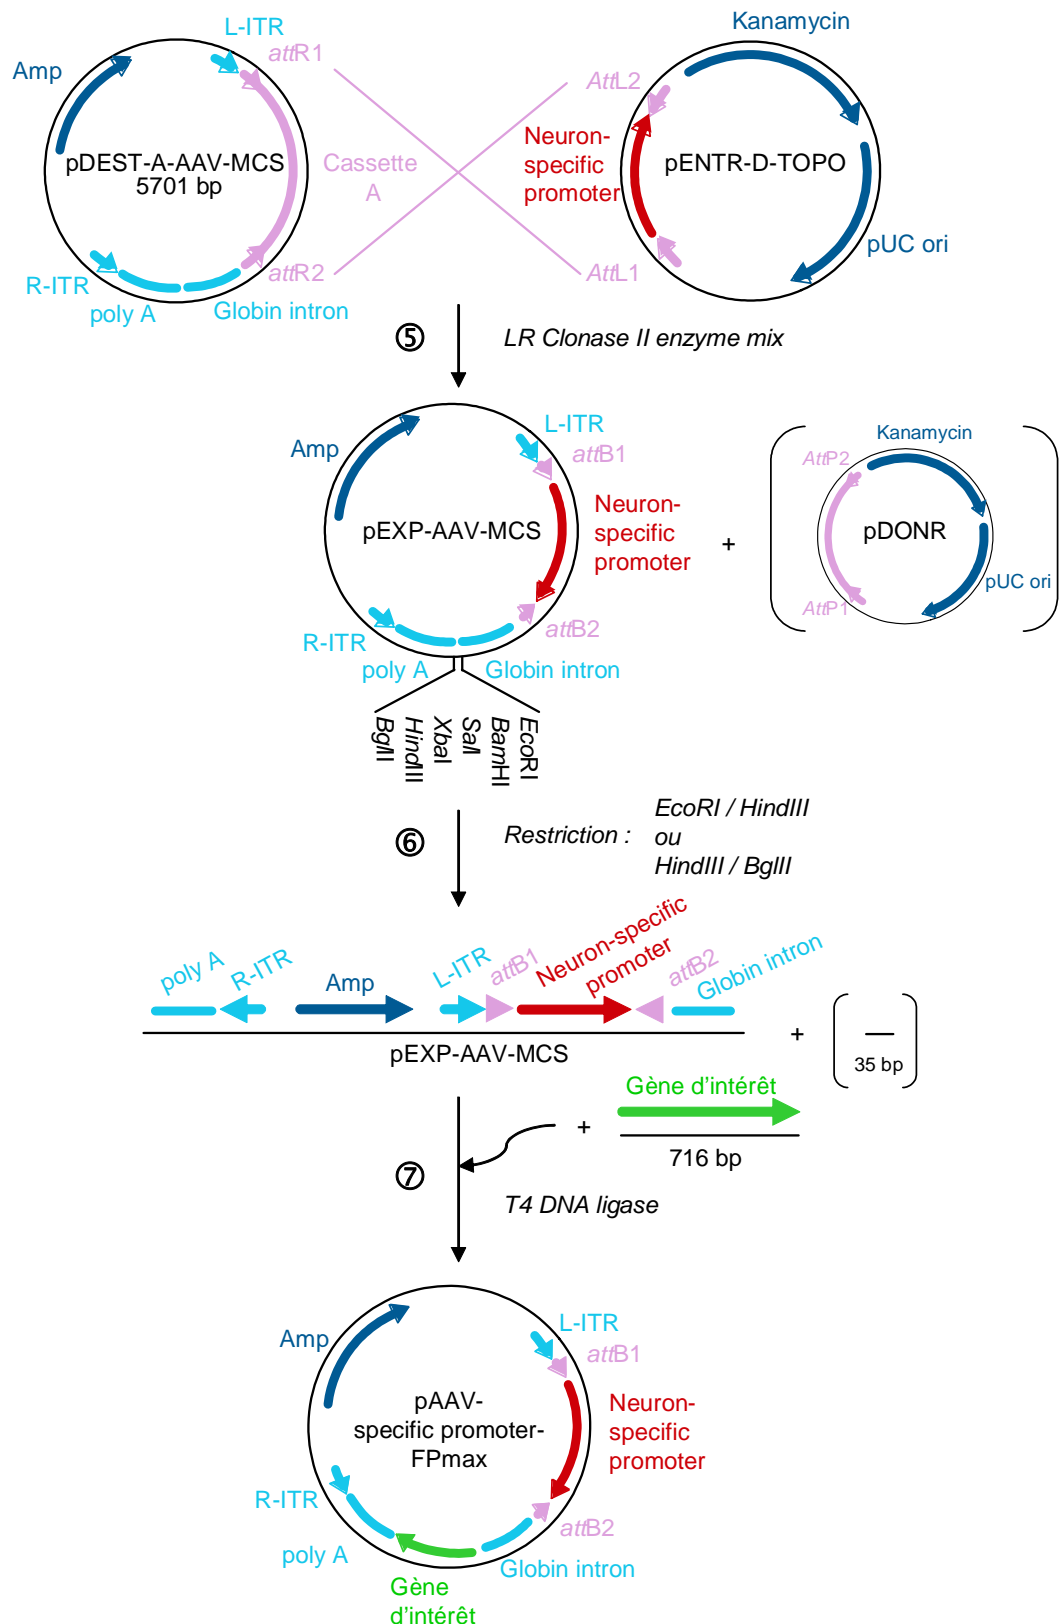 L-ITR
attR1
Amp
pDEST-A-AAV-MCS
5701 bp
Cassette
A
R-ITR
attR2
poly A
Globin intron
Kanamycin
AttL2
Neuron-
specific
promoter
pENTR-D-TOPO
pUC ori
AttL1
⑤
LR Clonase II enzyme mix
L-ITR
Amp
attB1
Neuron-
specific
promoter
pEXP-AAV-MCS
R-ITR
attB2
poly A
Globin intron
+
Kanamycin
AttP2
pDONR
pUC ori
AttP1
BglII
HindIII
XbaI
SalI
BamHI
EcoRI
⑥
Restriction :
EcoRI / HindIII
ou
HindIII / BglII
poly A
R-ITR
Amp
L-ITR
attB1
Neuron-specific
promoter
attB2
Globin intron
pEXP-AAV-MCS
+
35 bp
+
Gène d'intérêt
716 bp
⑦
T4 DNA ligase
L-ITR
Amp
attB1
pAAV-
specific promoter-
FPmax
Neuron-
specific
promoter
R-ITR
attB2
poly A
Globin intron
Gène
d'intérêt